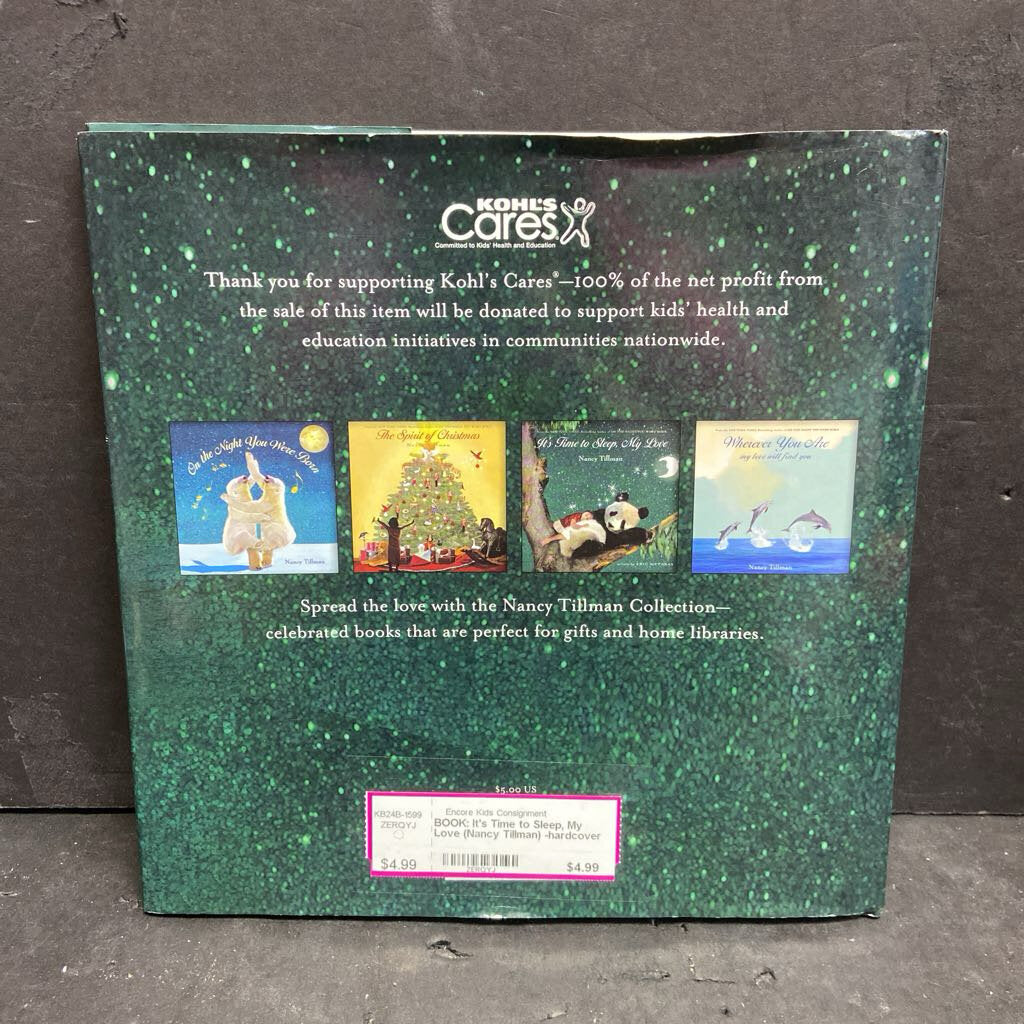 KOHL'S
Cares®
Committed to Kids' Health and Education
Thank you for supporting Kohl's Cares®—100% of the net profit from
the sale of this item will be donated to support kids' health and
education initiatives in communities nationwide.
On the Night You Were Born
Nancy Tillman
The Spirit of Christmas
It's Time to Sleep, My Love
Nancy Tillman
Wherever You Are
my love will find you
Nancy Tillman
Spread the love with the Nancy Tillman Collection—
celebrated books that are perfect for gifts and home libraries.
$5.00 US
KB24B-1599
ZERQYJ
$4.99
Encore Kids Consignment
BOOK: It's Time to Sleep, My
Love (Nancy Tillman) -hardcover
ZERQYJ
$4.99